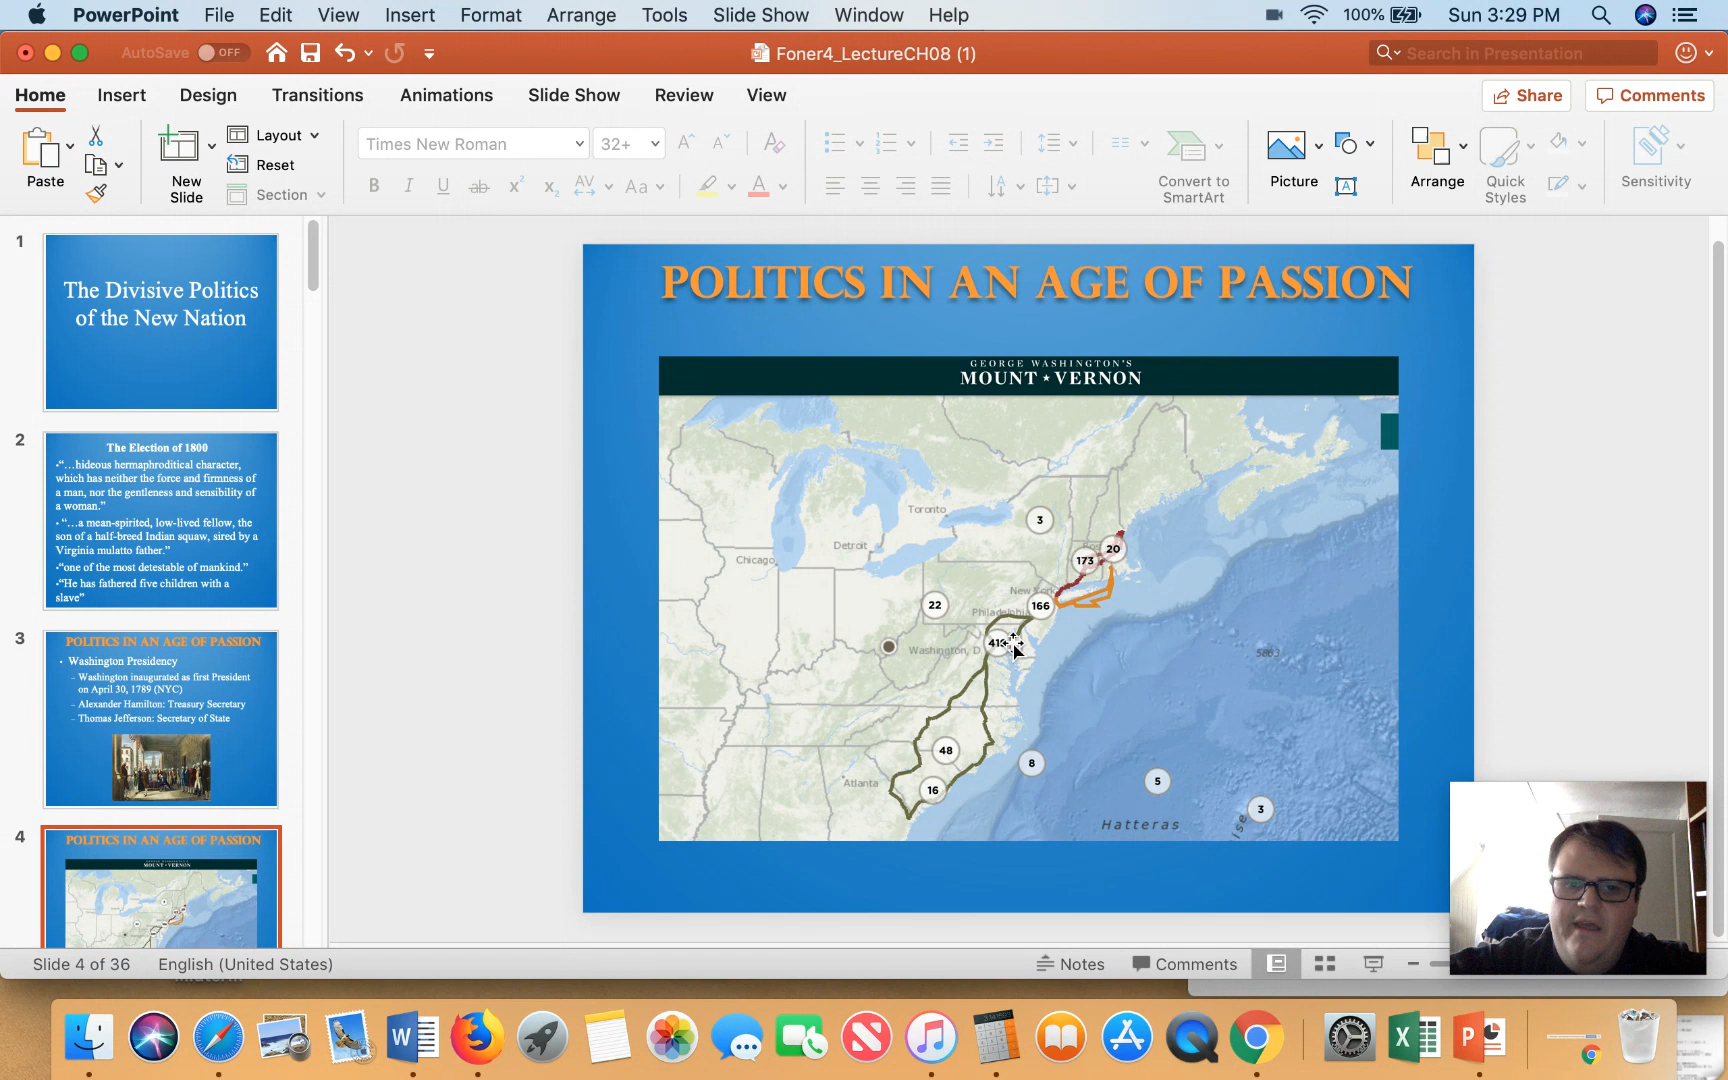 PowerPoint File Edit View Insert Format Arrange Tools Slide Show Window Help 100% Sun 3:29 PM
AutoSave OFF Foner4_LectureCH08 (1) Search in Presentation
Home Insert Design Transitions Animations Slide Show Review View Share Comments
Paste New Slide Layout Reset Section Times New Roman 32+ Convert to SmartArt Picture Arrange Quick Styles Sensitivity
1
The Divisive Politics
of the New Nation
2
The Election of 1800
•“…hideous hermaphroditical character,
which has neither the force and firmness of
a man, nor the gentleness and sensibility of
a woman.”
• “…a mean-spirited, low-lived fellow, the
son of a half-breed Indian squaw, sired by a
Virginia mulatto father.”
•“one of the most detestable of mankind.”
•“He has fathered five children with a
slave”
3
POLITICS IN AN AGE OF PASSION
• Washington Presidency
– Washington inaugurated as first President
on April 30, 1789 (NYC)
– Alexander Hamilton: Treasury Secretary
– Thomas Jefferson: Secretary of State
4
POLITICS IN AN AGE OF PASSION
MOUNT VERNON
POLITICS IN AN AGE OF PASSION
GEORGE WASHINGTON'S
MOUNT ★ VERNON
Toronto
3
Detroit
20
Chicago
173
New York
22
Philadelphia
166
Washington, D
48
8
Atlanta
16
5
3
Hatteras
Slide 4 of 36 English (United States) Notes Comments